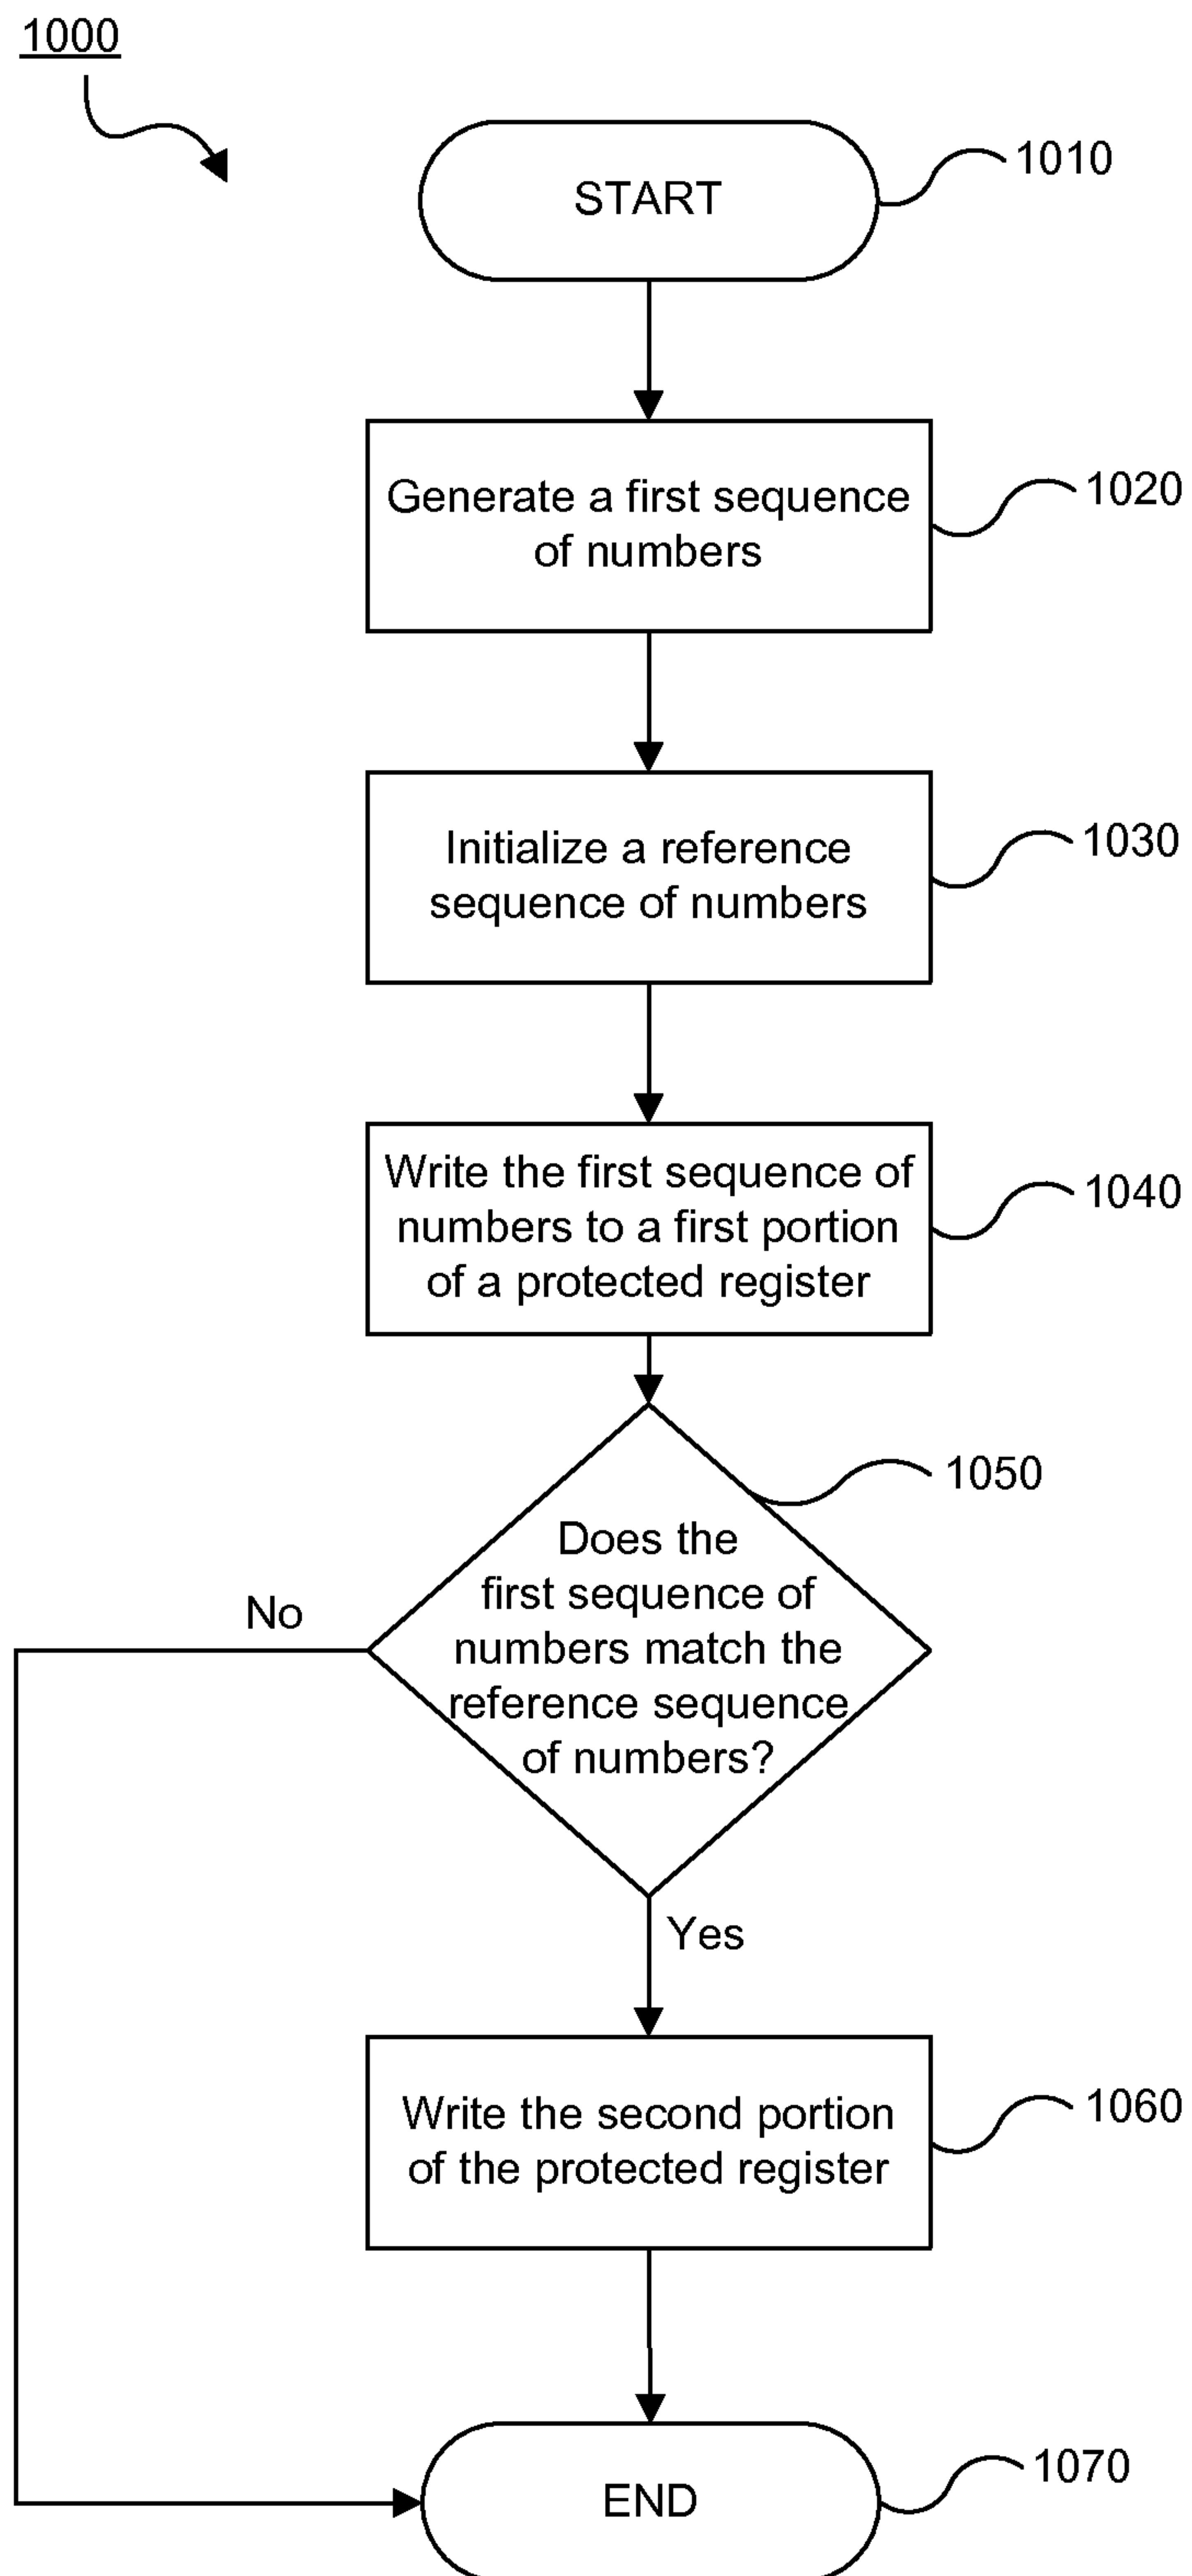 1000
START
1010
Generate a first sequence
of numbers
1020
Initialize a reference
sequence of numbers
1030
Write the first sequence of
numbers to a first portion
of a protected register
1040
Does the
first sequence of
numbers match the
reference sequence
of numbers?
1050
No
Yes
Write the second portion
of the protected register
1060
END
1070